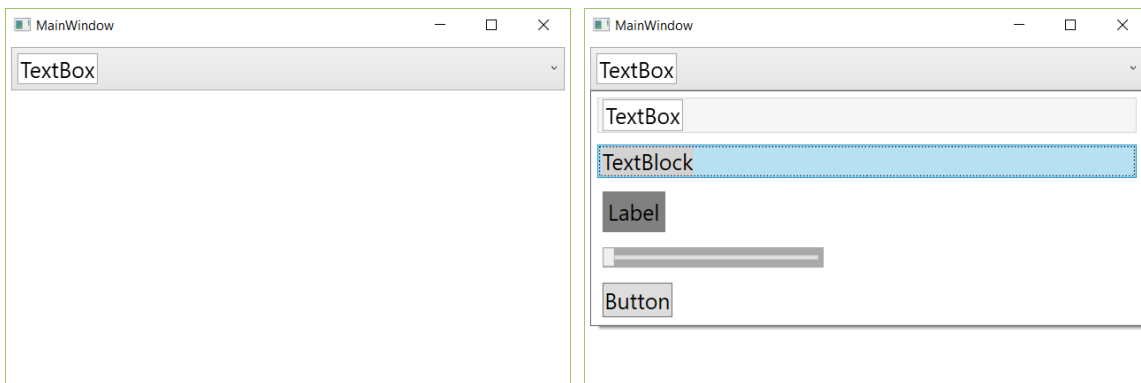 MainWindow
TextBox
MainWindow
TextBox
TextBox
TextBlock
Label
Button